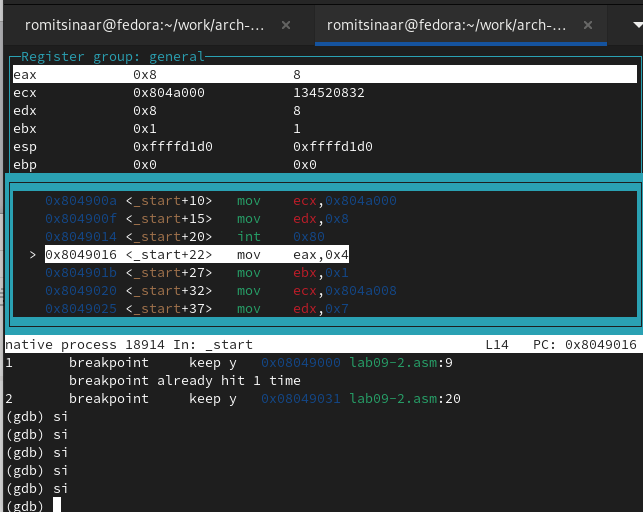 romitsinaar@fedora:~/work/arch-... × romitsinaar@fedora:~/work/arch-... ×
Register group: general
eax 0x8 8
ecx 0x804a000 134520832
edx 0x8 8
ebx 0x1 1
esp 0xffffd1d0 0xffffd1d0
ebp 0x0 0x0
0x804900a <_start+10> mov ecx,0x804a000
0x804900f <_start+15> mov edx,0x8
0x8049014 <_start+20> int 0x80
> 0x8049016 <_start+22> mov eax,0x4
0x804901b <_start+27> mov ebx,0x1
0x8049020 <_start+32> mov ecx,0x804a008
0x8049025 <_start+37> mov edx,0x7
native process 18914 In: _start L14 PC: 0x8049016
1 breakpoint keep y 0x08049000 lab09-2.asm:9
breakpoint already hit 1 time
2 breakpoint keep y 0x08049031 lab09-2.asm:20
(gdb) si
(gdb) si
(gdb) si
(gdb) si
(gdb) si
(gdb)